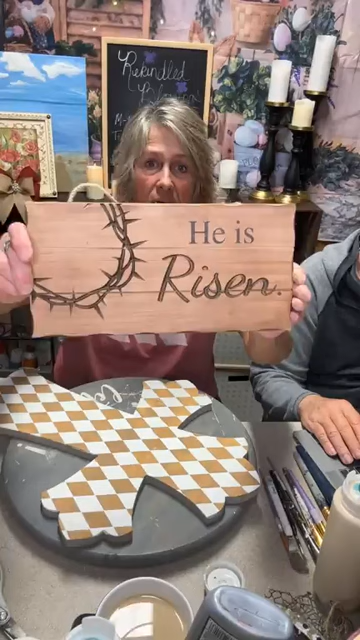 Rekindled
He is
Risen.